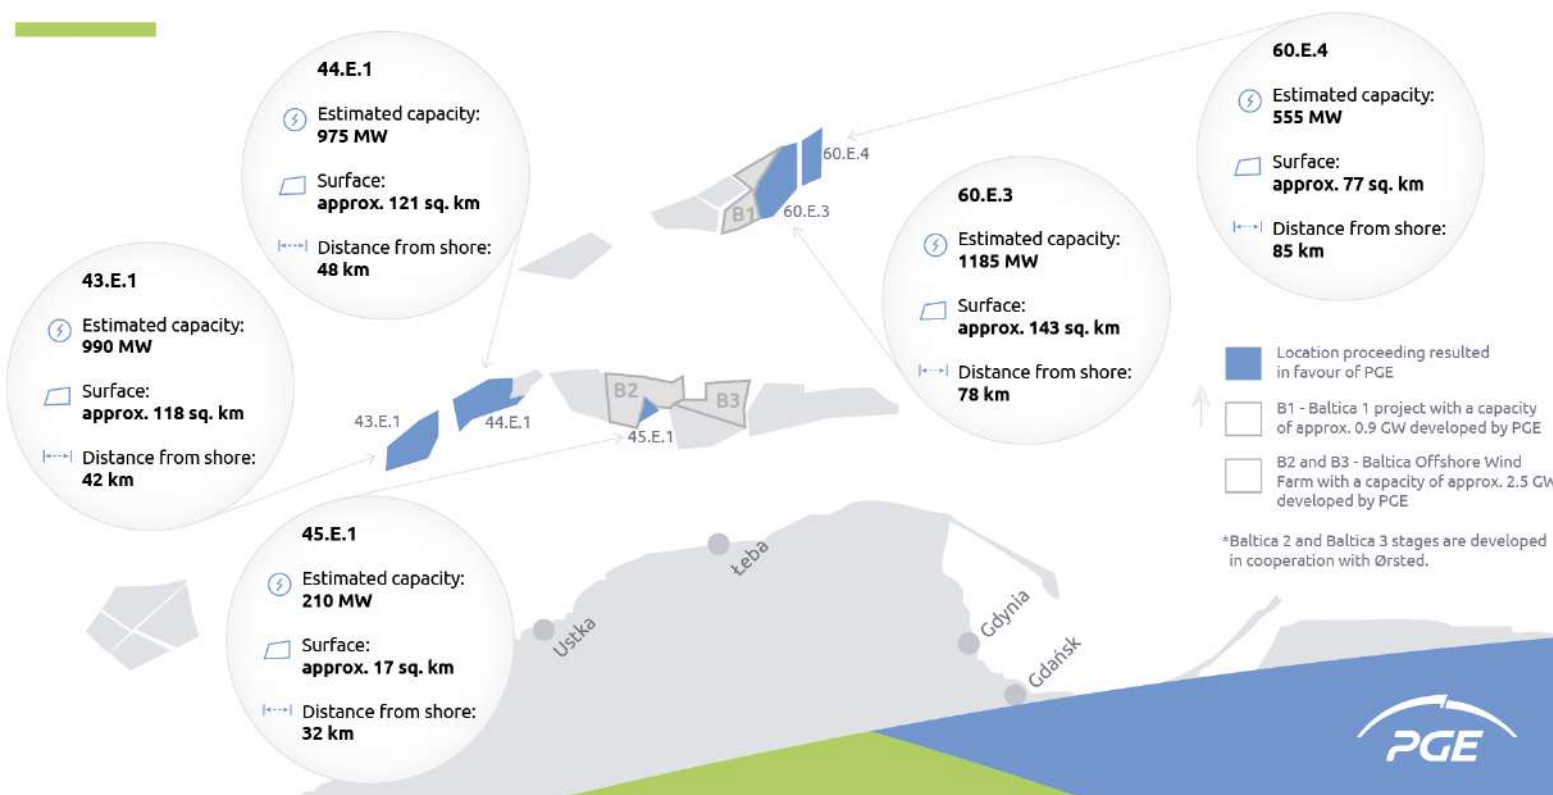 44.E.1
Estimated capacity:
975 MW
Surface:
approx. 121 sq. km
Distance from shore:
48 km
43.E.1
Estimated capacity:
990 MW
Surface:
approx. 118 sq. km
Distance from shore:
42 km
45.E.1
Estimated capacity:
210 MW
Surface:
approx. 17 sq. km
Distance from shore:
32 km
60.E.3
Estimated capacity:
1185 MW
Surface:
approx. 143 sq. km
Distance from shore:
78 km
60.E.4
Estimated capacity:
555 MW
Surface:
approx. 77 sq. km
Distance from shore:
85 km
60.E.4
B1
60.E.3
B2
B3
43.E.1
44.E.1
45.E.1
Łeba
Ustka
Gdynia
Gdańsk
Location proceeding resulted
in favour of PGE
B1 - Baltica 1 project with a capacity
of approx. 0.9 GW developed by PGE
B2 and B3 - Baltica Offshore Wind
Farm with a capacity of approx. 2.5 GW
developed by PGE
*Baltica 2 and Baltica 3 stages are developed
in cooperation with Ørsted.
PGE